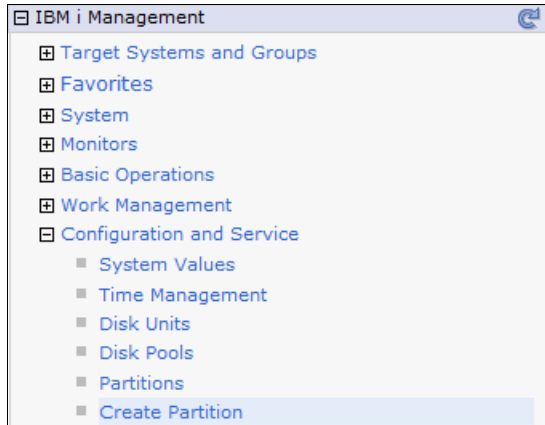 IBM i Management
Target Systems and Groups
Favorites
System
Monitors
Basic Operations
Work Management
Configuration and Service
System Values
Time Management
Disk Units
Disk Pools
Partitions
Create Partition